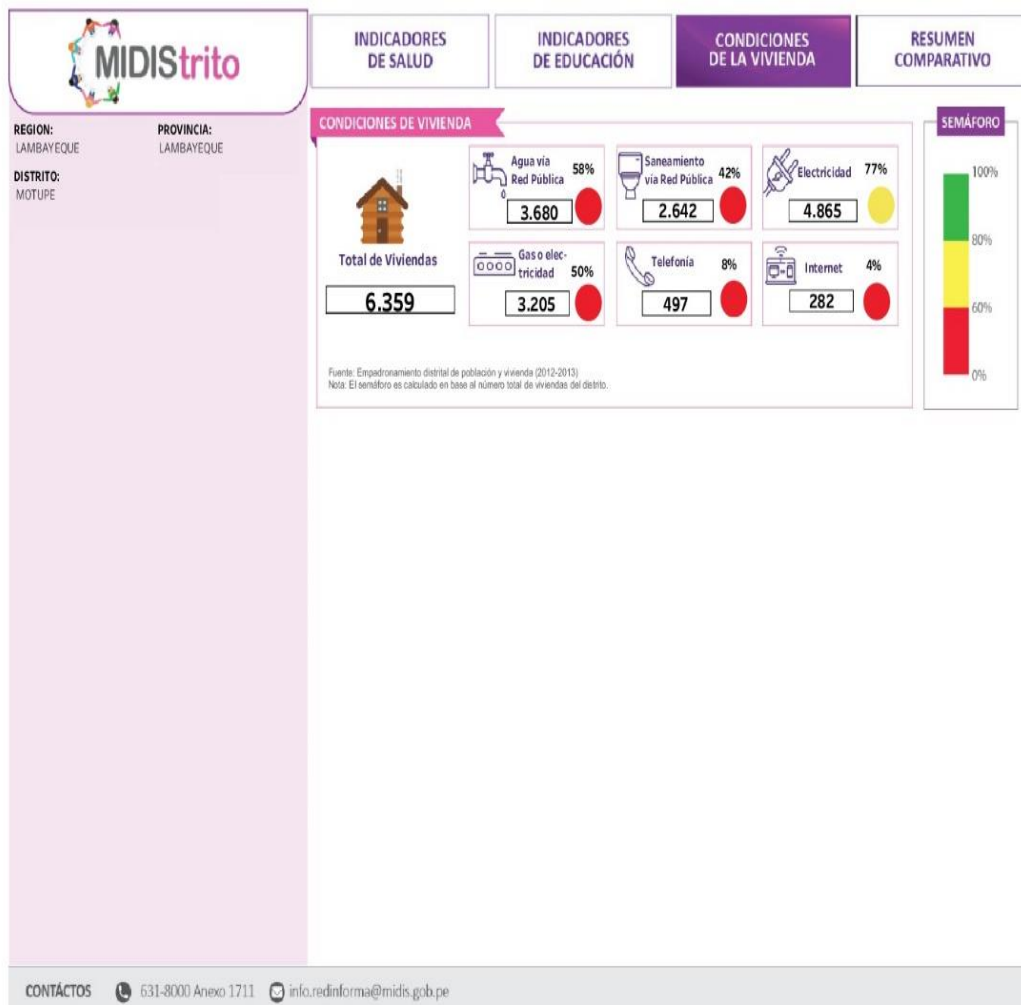 MIDIStrito
INDICADORES
DE SALUD
INDICADORES
DE EDUCACIÓN
CONDICIONES
DE LA VIVIENDA
RESUMEN
COMPARATIVO
REGION:
LAMBAYEQUE
PROVINCIA:
LAMBAYEQUE
DISTRITO:
MOTUPE
CONDICIONES DE VIVIENDA
Total de Viviendas
6.359
Agua vía
Red Pública 58%
3.680
Saneamiento
vía Red Pública 42%
2.642
Electricidad 77%
4.865
Gas o elec-
tricidad 50%
3.205
Telefonía 8%
497
Internet 4%
282
Fuente: Empadronamiento distrital de población y vivienda (2012-2013)
Nota: El semáforo es calculado en base al número total de viviendas del distrito.
SEMÁFORO
100%
80%
60%
0%
CONTÁCTOS 631-8000 Anexo 1711 info.redinforma@midis.gob.pe